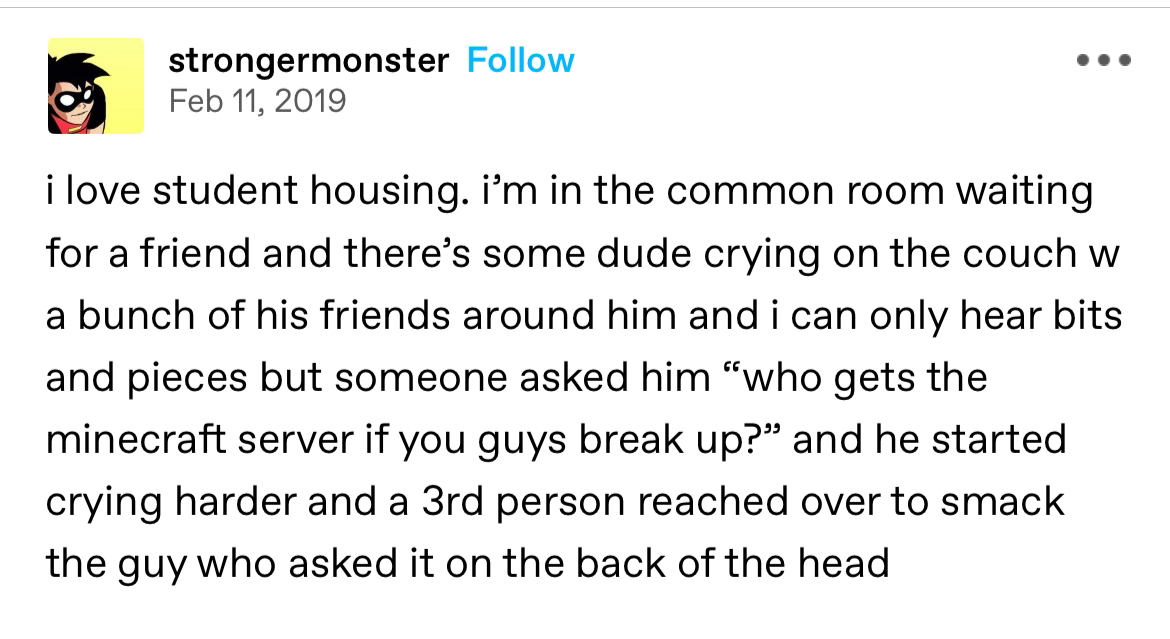 strongermonster Follow
Feb 11, 2019
i love student housing. i’m in the common room waiting
for a friend and there’s some dude crying on the couch w
a bunch of his friends around him and i can only hear bits
and pieces but someone asked him “who gets the
minecraft server if you guys break up?” and he started
crying harder and a 3rd person reached over to smack
the guy who asked it on the back of the head